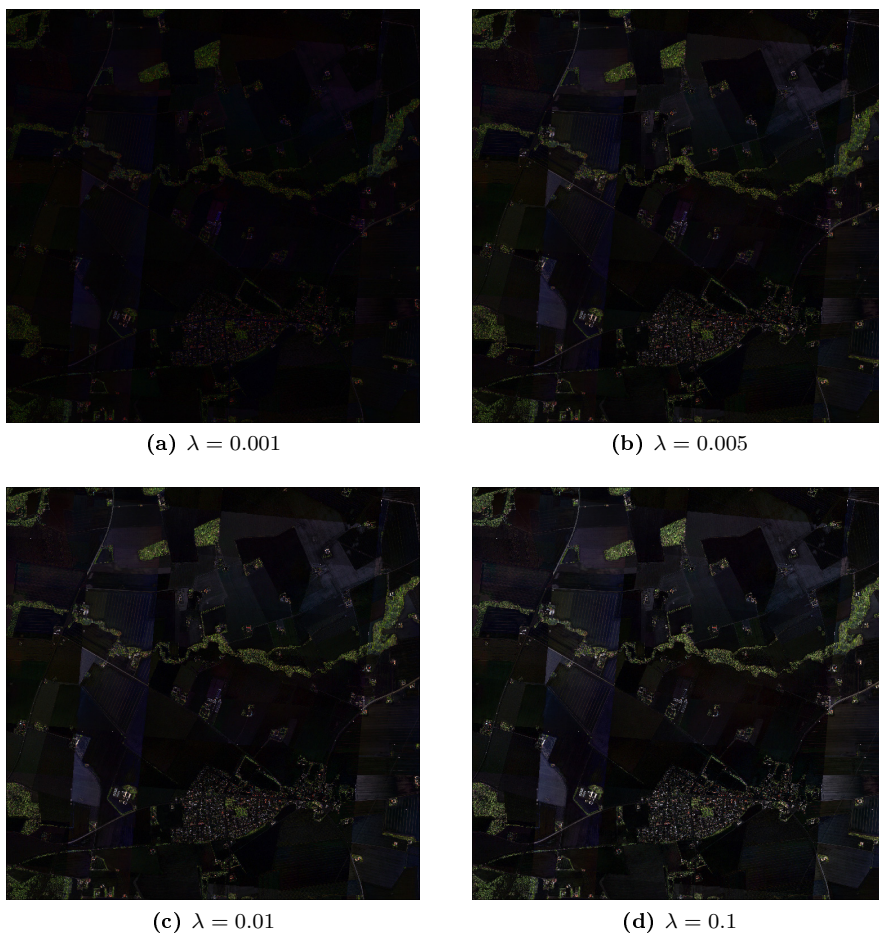 (a) λ = 0.001
(b) λ = 0.005
(c) λ = 0.01
(d) λ = 0.1